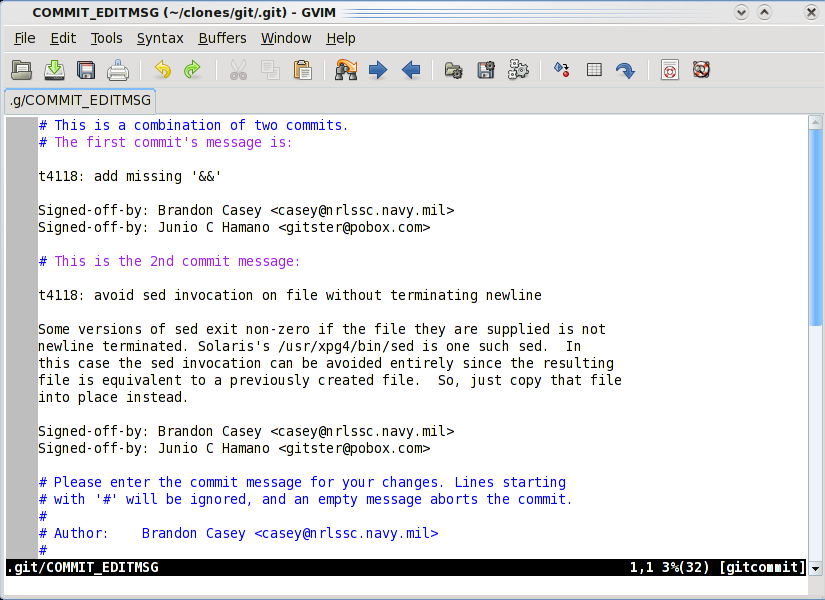 COMMIT_EDITMSG (~/clones/git/.git) - GVIM
File Edit Tools Syntax Buffers Window Help
.g/COMMIT_EDITMSG
# This is a combination of two commits.
# The first commit's message is:
t4118: add missing '&&'
Signed-off-by: Brandon Casey <casey@nrlssc.navy.mil>
Signed-off-by: Junio C Hamano <gitster@pobox.com>
# This is the 2nd commit message:
t4118: avoid sed invocation on file without terminating newline
Some versions of sed exit non-zero if the file they are supplied is not
newline terminated. Solaris's /usr/xpg4/bin/sed is one such sed.  In
this case the sed invocation can be avoided entirely since the resulting
file is equivalent to a previously created file.  So, just copy that file
into place instead.
Signed-off-by: Brandon Casey <casey@nrlssc.navy.mil>
Signed-off-by: Junio C Hamano <gitster@pobox.com>
# Please enter the commit message for your changes. Lines starting
# with '#' will be ignored, and an empty message aborts the commit.
#
# Author:    Brandon Casey <casey@nrlssc.navy.mil>
#
.git/COMMIT_EDITMSG 1,1 3%(32) [gitcommit]